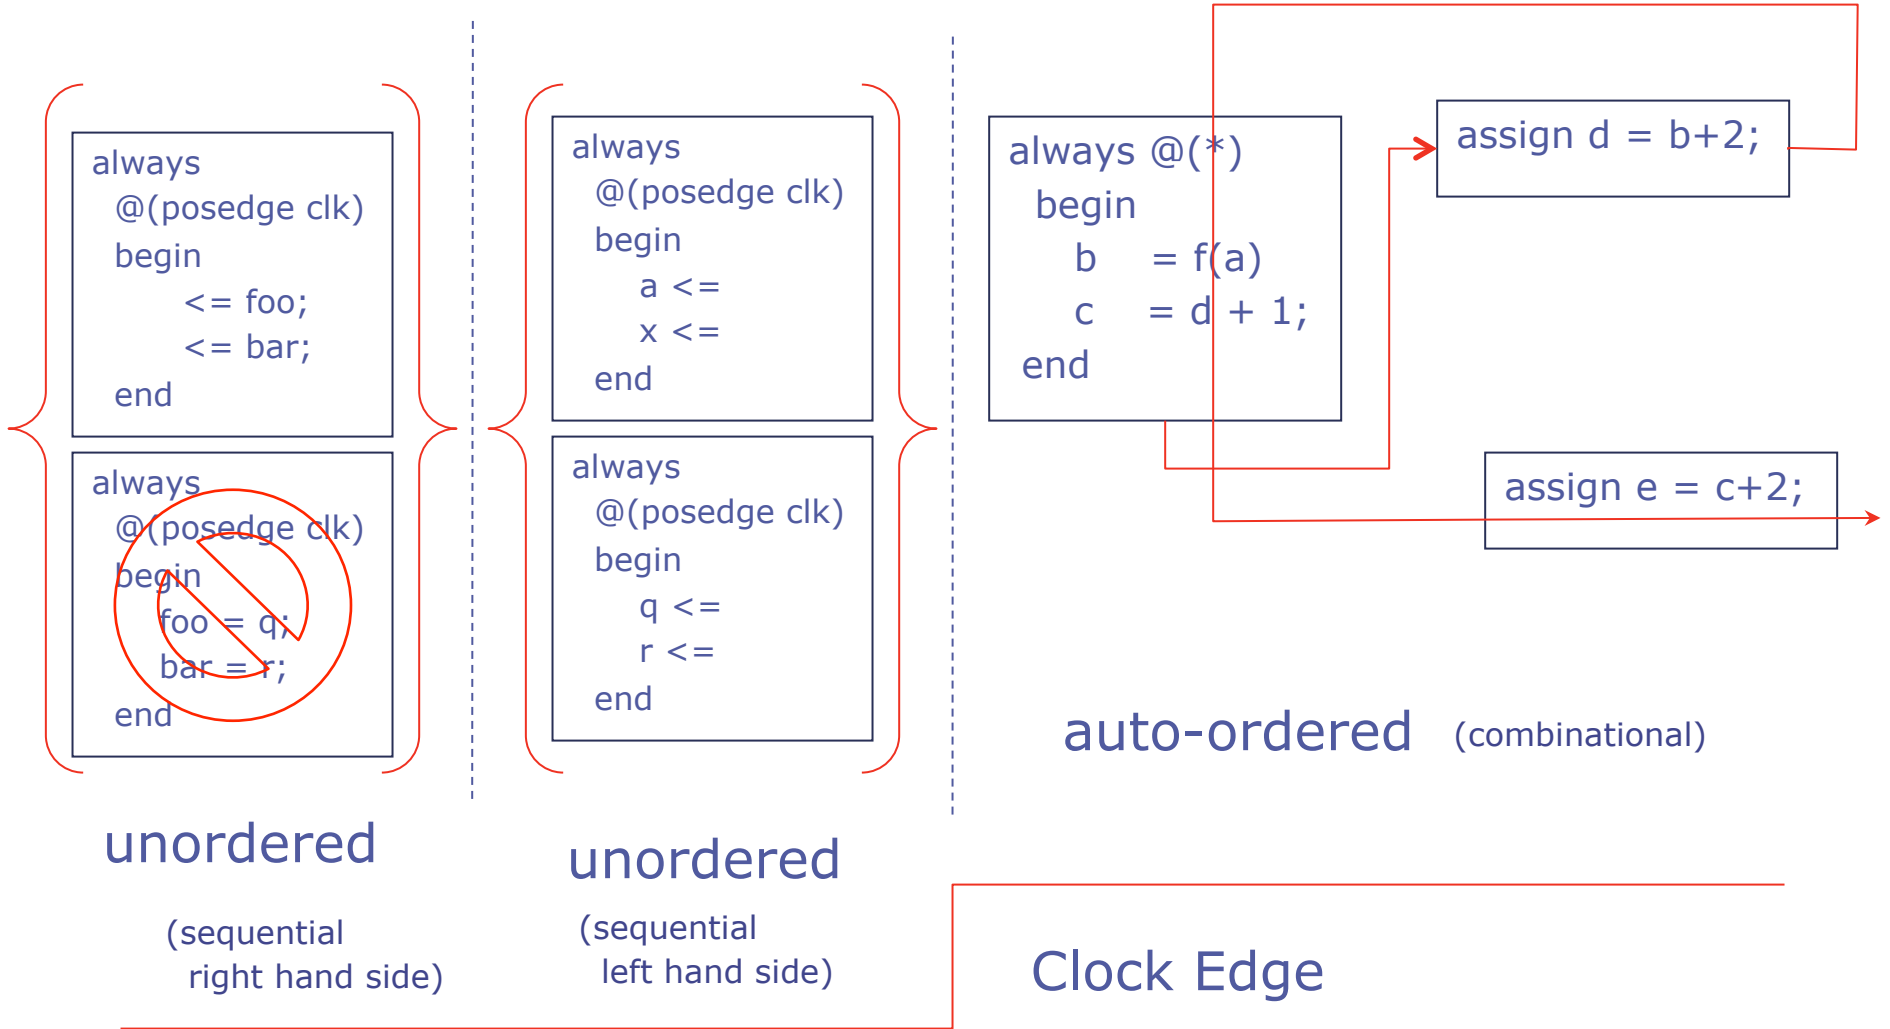 always
@(posedge clk)
begin
<= foo;
<= bar;
end
always
@(posedge clk)
begin
foo = q;
bar = r;
end
unordered
(sequential
right hand side)
always
@(posedge clk)
begin
a <=
x <=
end
always
@(posedge clk)
begin
q <=
r <=
end
unordered
(sequential
left hand side)
always @(*)
begin
b = f(a)
c = d + 1;
end
assign d = b+2;
assign e = c+2;
auto-ordered (combinational)
Clock Edge